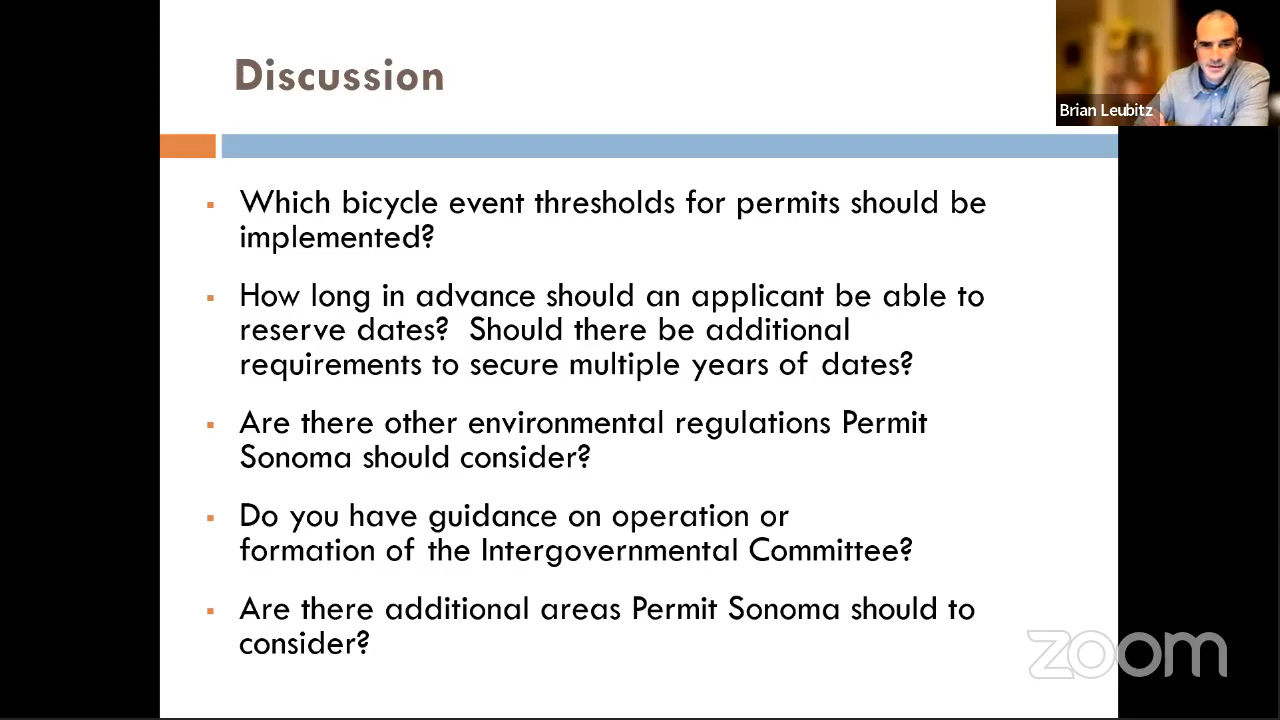 Discussion
Brian Leubitz
▪ Which bicycle event thresholds for permits should be
implemented?
▪ How long in advance should an applicant be able to
reserve dates?  Should there be additional
requirements to secure multiple years of dates?
▪ Are there other environmental regulations Permit
Sonoma should consider?
▪ Do you have guidance on operation or
formation of the Intergovernmental Committee?
▪ Are there additional areas Permit Sonoma should to
consider?
zoom